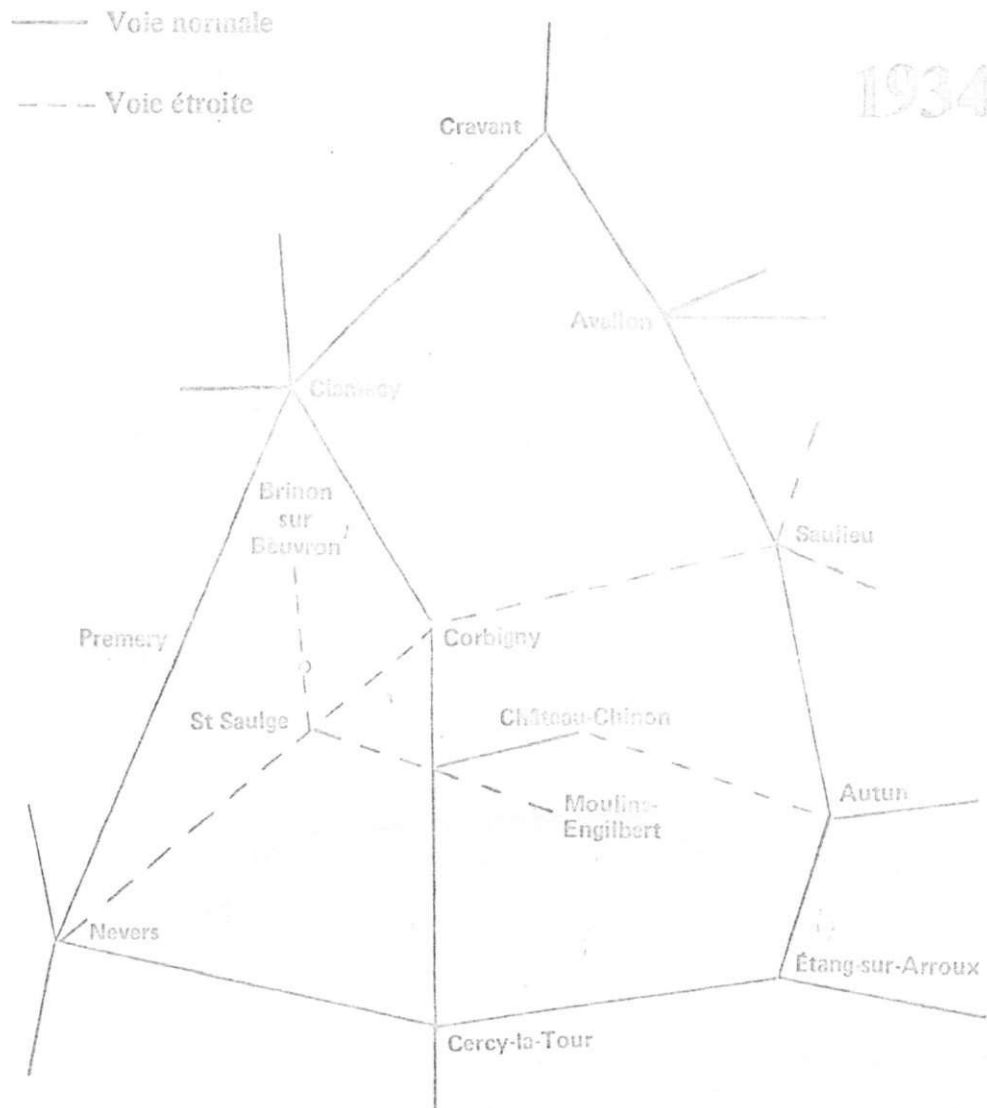 Voie normale
Voie étroite
1934
Cravant
Avallon
Clamecy
Brinon
sur
Beuvron
Saulieu
Premery
Corbigny
St Saulge
Château-Chinon
Moulins-
Engilbert
Autun
Nevers
Étang-sur-Arroux
Cercy-la-Tour